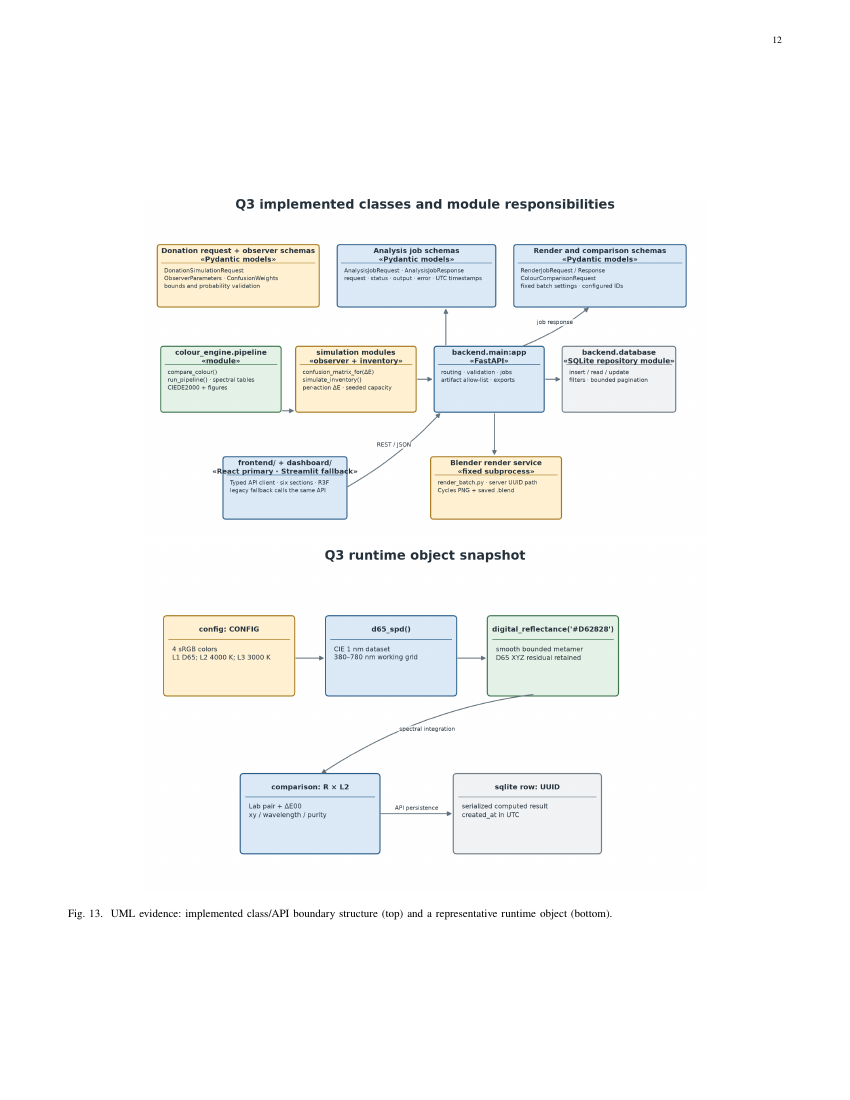 12
Q3 implemented classes and module responsibilities
Donation request + observer schemas
«Pydantic models»
DonationSimulationRequest
ObserverParameters · ConfusionWeights
bounds and probability validation
Analysis job schemas
«Pydantic models»
AnalysisJobRequest · AnalysisJobResponse
request · status · output · error · UTC timestamps
Render and comparison schemas
«Pydantic models»
RenderJobRequest / Response
ColourComparisonRequest
fixed batch settings · configured IDs
job response
colour_engine.pipeline
«module»
compare_colour()
run_pipeline() · spectral tables
CIEDE2000 + figures
simulation modules
«observer + inventory»
confusion_matrix_for(ΔE)
simulate_inventory()
per-action ΔE · seeded capacity
backend.main:app
«FastAPI»
routing · validation · jobs
artifact allow-list · exports
backend.database
«SQLite repository module»
insert / read / update
filters · bounded pagination
REST / JSON
frontend/ + dashboard/
«React primary · Streamlit fallback»
Typed API client · six sections · R3F
legacy fallback calls the same API
Blender render service
«fixed subprocess»
render_batch.py · server UUID path
Cycles PNG + saved .blend
Q3 runtime object snapshot
config: CONFIG
4 sRGB colors
L1 D65; L2 4000 K; L3 3000 K
d65_spd()
CIE 1 nm dataset
380–780 nm working grid
digital_reflectance('#D62828')
smooth bounded metamer
D65 XYZ residual retained
spectral integration
comparison: R × L2
Lab pair + ΔE00
xy / wavelength / purity
API persistence
sqlite row: UUID
serialized computed result
created_at in UTC
Fig. 13. UML evidence: implemented class/API boundary structure (top) and a representative runtime object (bottom).